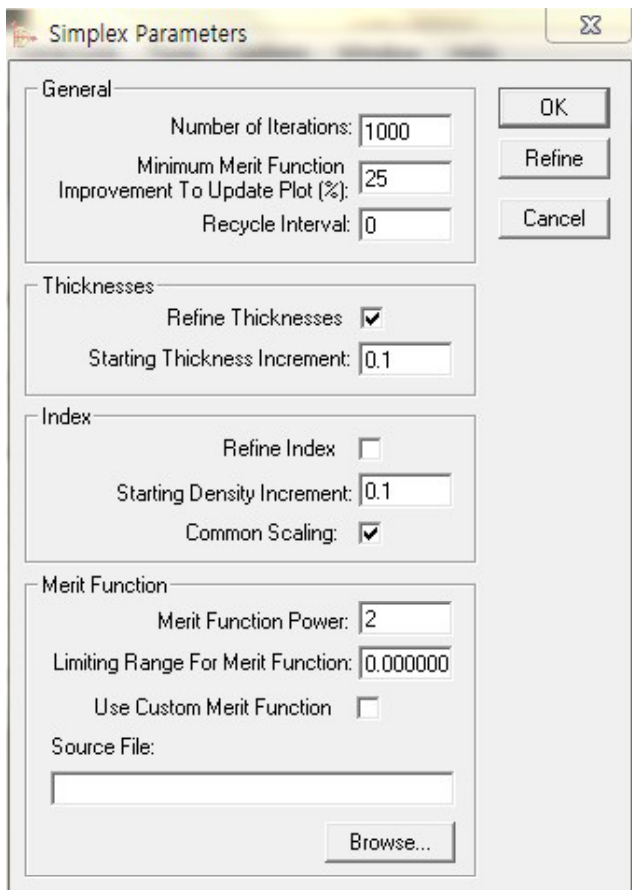 Simplex Parameters
General
Number of Iterations: 1000
Minimum Merit Function
Improvement To Update Plot (%): 25
Recycle Interval: 0
OK
Refine
Cancel
Thicknesses
Refine Thicknesses
Starting Thickness Increment: 0.1
Index
Refine Index
Starting Density Increment: 0.1
Common Scaling:
Merit Function
Merit Function Power: 2
Limiting Range For Merit Function: 0.000000
Use Custom Merit Function
Source File:
Browse...